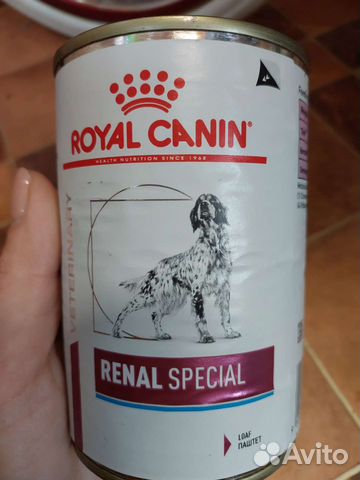 ROYAL CANIN
HEALTH NUTRITION SINCE 1968
VETERINARY
RENAL SPECIAL
LOAF
ПАШТЕТ
Avito